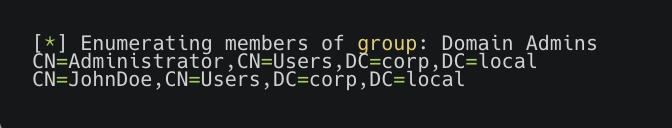 [*] Enumerating members of group: Domain Admins
CN=Administrator,CN=Users,DC=corp,DC=local
CN=JohnDoe,CN=Users,DC=corp,DC=local